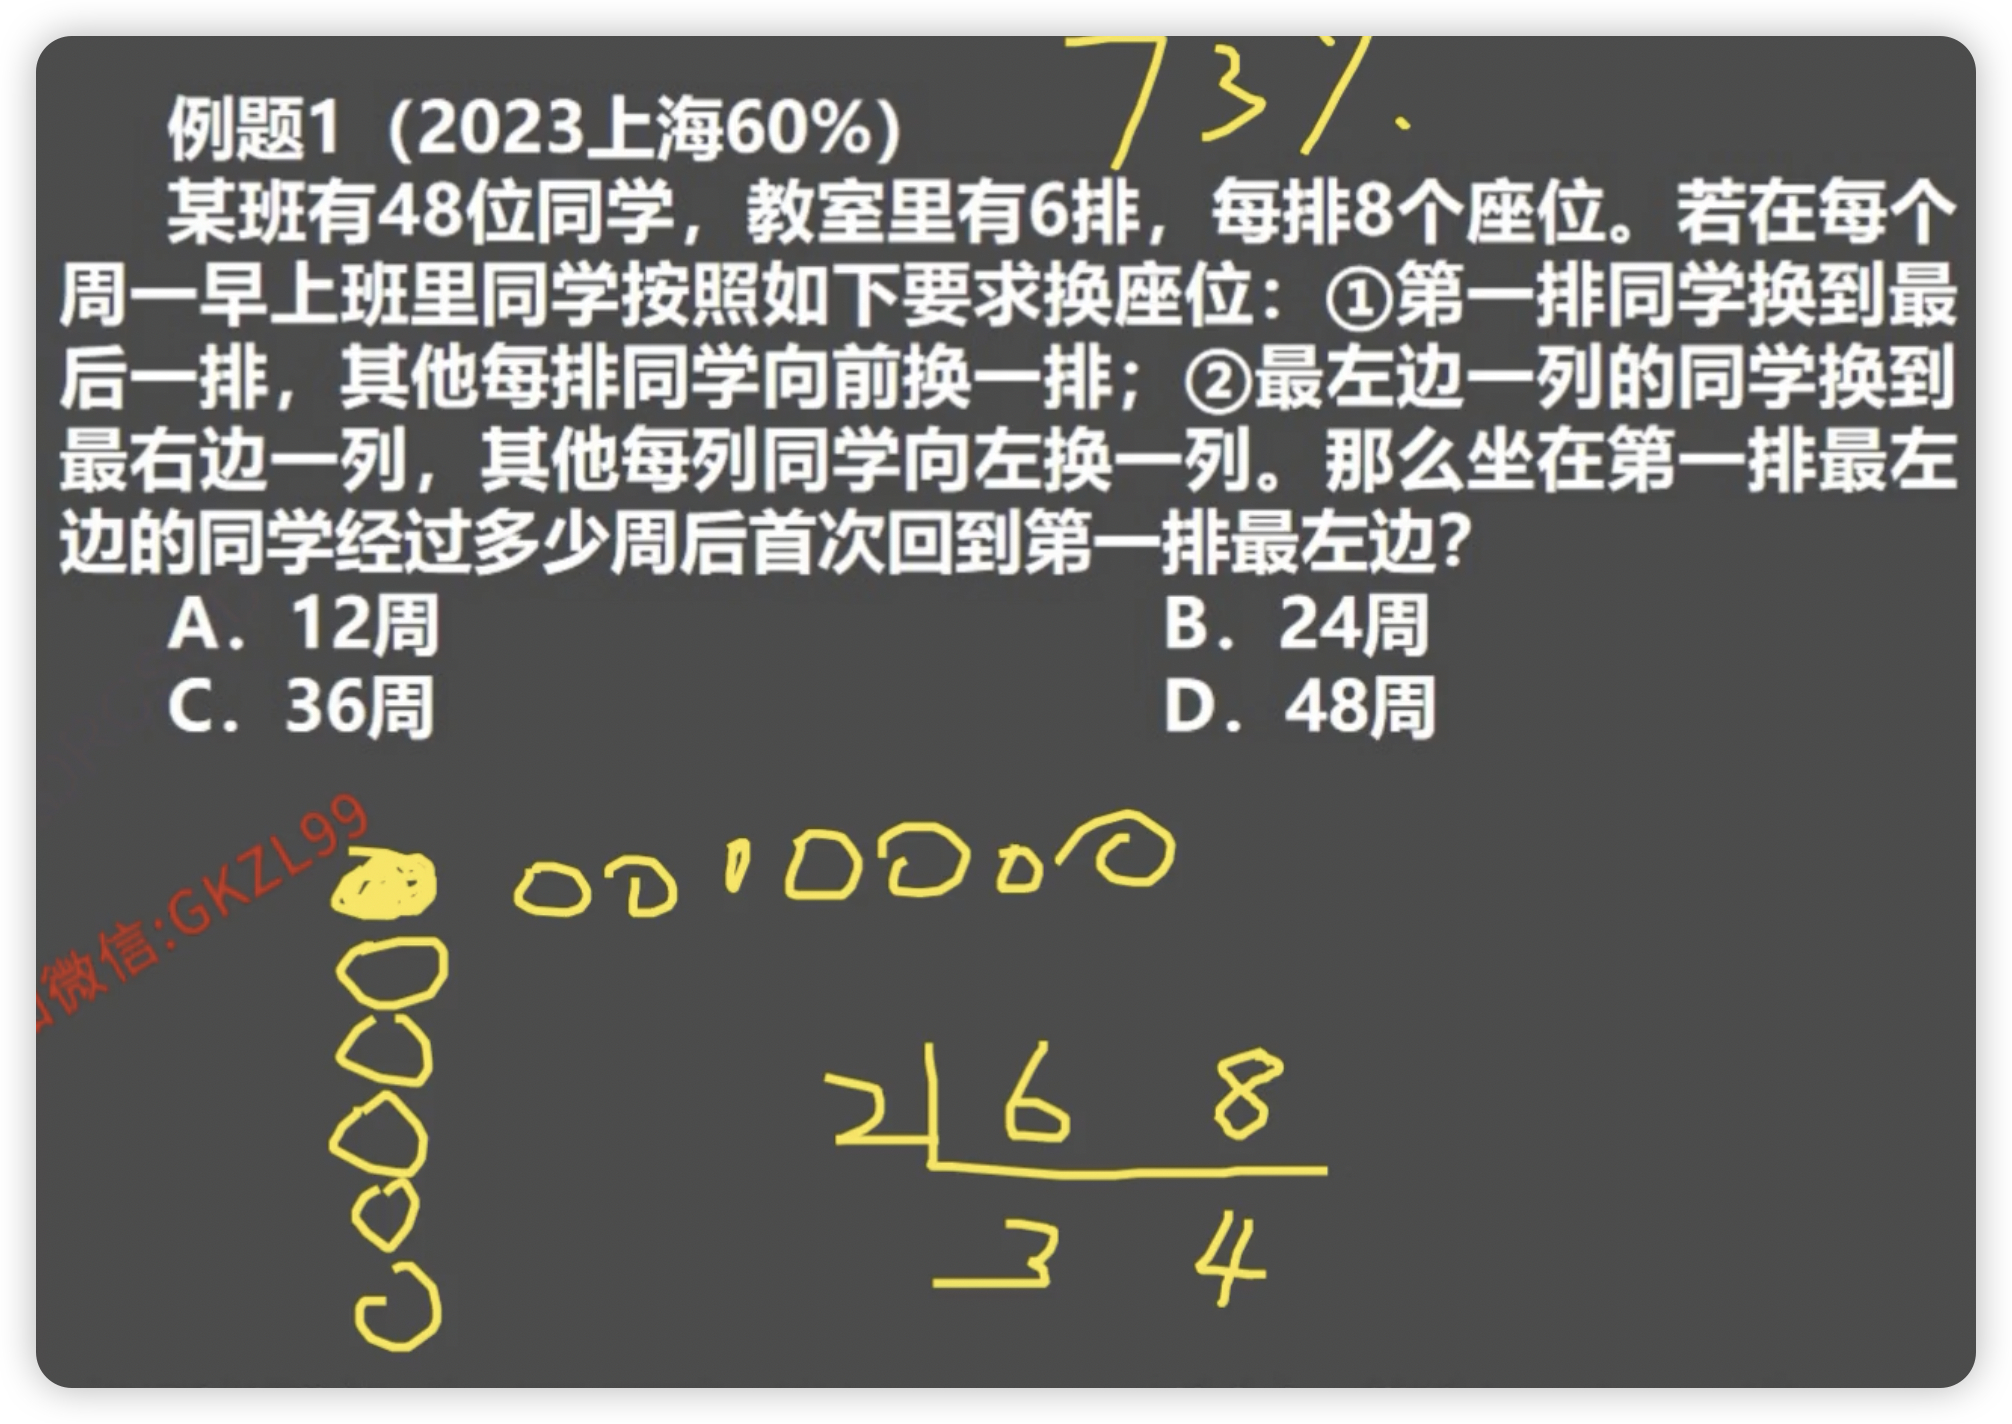 73%.
例题1（2023上海60%）
某班有48位同学，教室里有6排，每排8个座位。若在每个
周一早上班里同学按照如下要求换座位：①第一排同学换到最
后一排，其他每排同学向前换一排；②最左边一列的同学换到
最右边一列，其他每列同学向左换一列。那么坐在第一排最左
边的同学经过多少周后首次回到第一排最左边？
A．12周 B．24周
C．36周 D．48周
微信:GKZL99
2 6 8
3 4